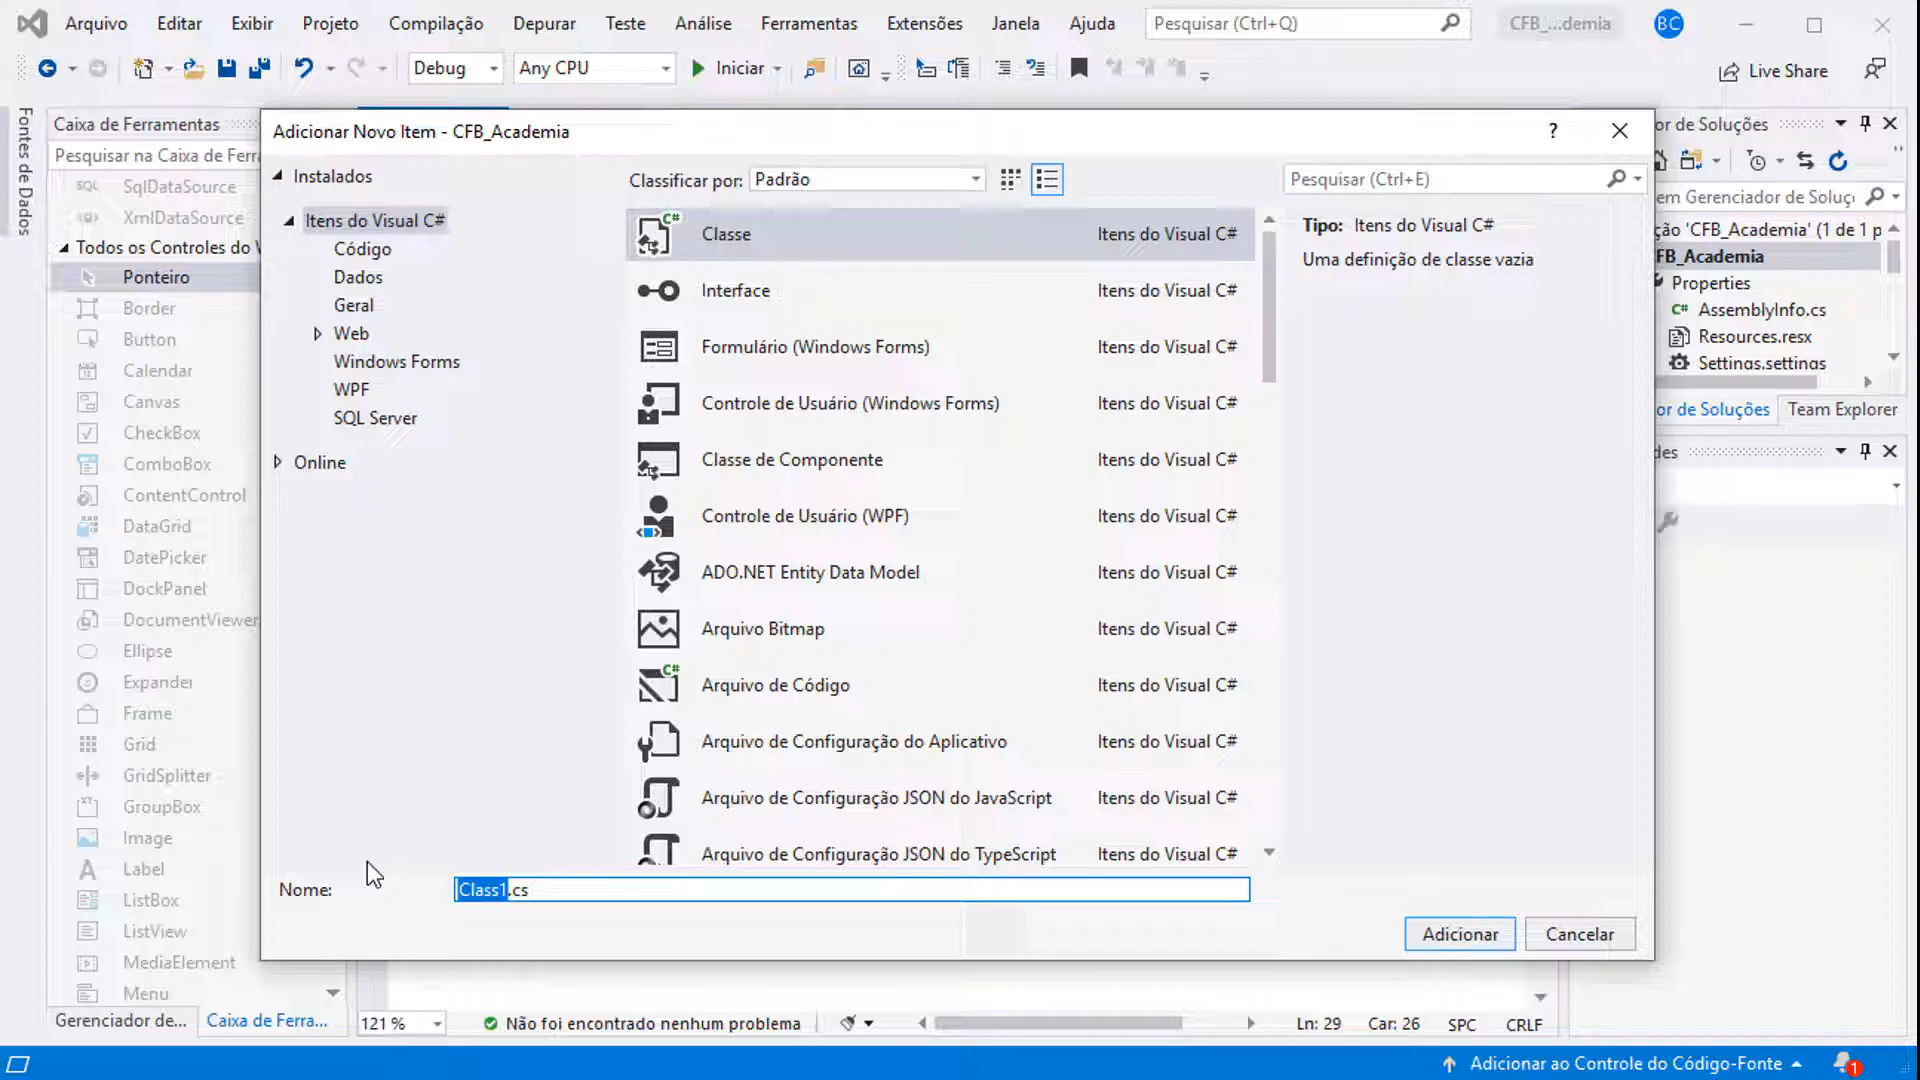 Arquivo Editar Exibir Projeto Compilação Depurar Teste Análise Ferramentas Extensões Janela Ajuda Pesquisar (Ctrl+Q) CFB_...demia BC
Debug Any CPU Iniciar Live Share
Fontes de Dados
Caixa de Ferramentas
Pesquisar na Caixa de Ferra
SqlDataSource
XmlDataSource
Todos os Controles do
Ponteiro
Border
Button
Calendar
Canvas
CheckBox
ComboBox
ContentControl
DataGrid
DatePicker
DockPanel
DocumentViewer
Ellipse
Expander
Frame
Grid
GridSplitter
GroupBox
Image
Label
ListBox
ListView
MediaElement
Menu
Gerenciador de... Caixa de Ferra...
Adicionar Novo Item - CFB_Academia ?
Instalados
Itens do Visual C#
Código
Dados
Geral
Web
Windows Forms
WPF
SQL Server
Online
Classificar por: Padrão
Classe Itens do Visual C#
Interface Itens do Visual C#
Formulário (Windows Forms) Itens do Visual C#
Controle de Usuário (Windows Forms) Itens do Visual C#
Classe de Componente Itens do Visual C#
Controle de Usuário (WPF) Itens do Visual C#
ADO.NET Entity Data Model Itens do Visual C#
Arquivo Bitmap Itens do Visual C#
Arquivo de Código Itens do Visual C#
Arquivo de Configuração do Aplicativo Itens do Visual C#
Arquivo de Configuração JSON do JavaScript Itens do Visual C#
Arquivo de Configuração JSON do TypeScript Itens do Visual C#
Pesquisar (Ctrl+E)
Tipo: Itens do Visual C#
Uma definição de classe vazia
Nome: Class1.cs
Adicionar Cancelar
or de Soluções
em Gerenciador de Soluç
ção 'CFB_Academia' (1 de 1 p
FB_Academia
Properties
C# AssemblyInfo.cs
Resources.resx
Settings.settings
or de Soluções Team Explorer
des
121 % Não foi encontrado nenhum problema Ln: 29 Car: 26 SPC CRLF
Adicionar ao Controle do Código-Fonte 1